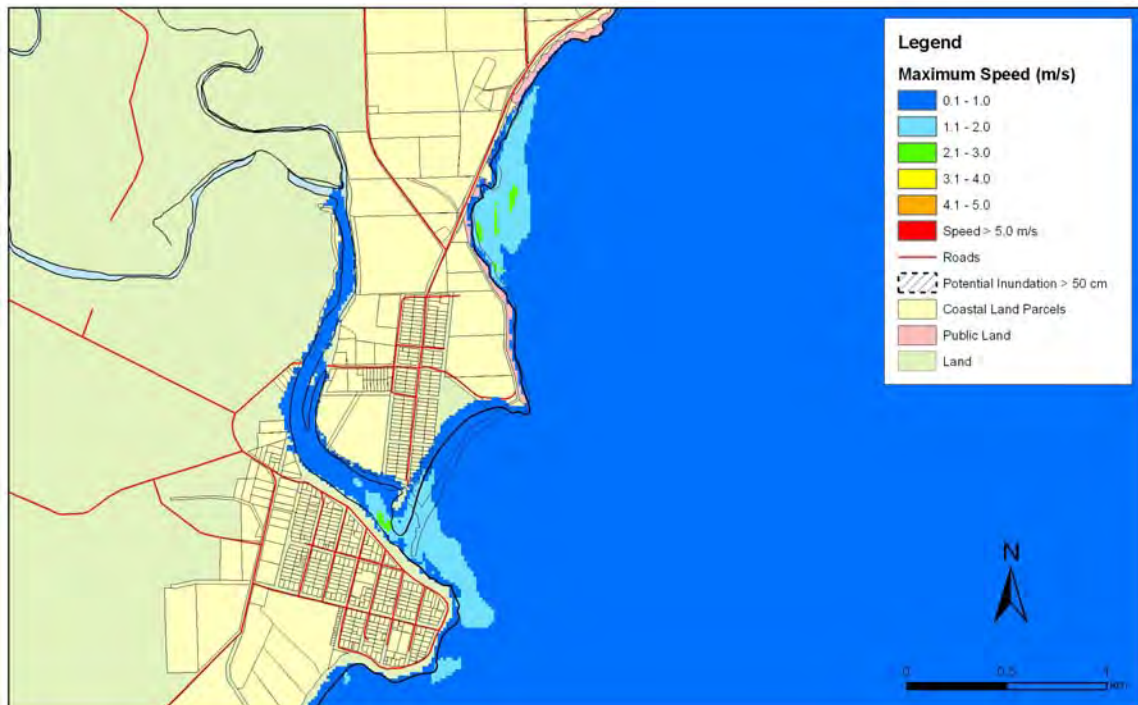 Legend
Maximum Speed (m/s)
0.1 - 1.0
1.1 - 2.0
2.1 - 3.0
3.1 - 4.0
4.1 - 5.0
Speed > 5.0 m/s
Roads
Potential Inundation > 50 cm
Coastal Land Parcels
Public Land
Land
N
0 0.5 1
Km